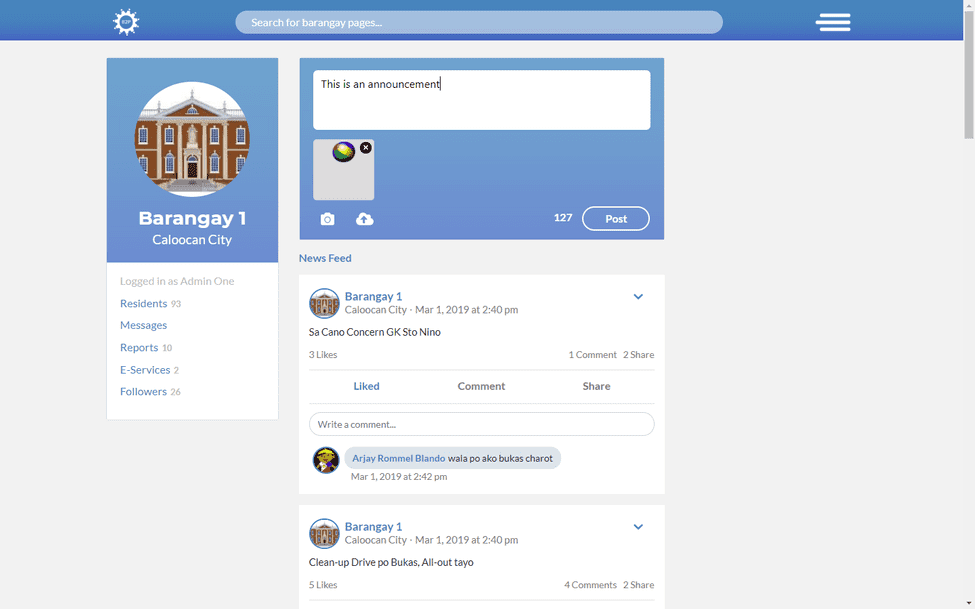 Search for barangay pages...
This is an announcement
127
Post
Barangay 1
Caloocan City
Logged in as Admin One
Residents 93
Messages
Reports 10
E-Services 2
Followers 26
News Feed
Barangay 1
Caloocan City - Mar 1, 2019 at 2:40 pm
Sa Cano Concern GK Sto Nino
3 Likes
1 Comment 2 Share
Liked Comment Share
Write a comment...
Arjay Rommel Blando wala po ako bukas charot
Mar 1, 2019 at 2:42 pm
Barangay 1
Caloocan City - Mar 1, 2019 at 2:40 pm
Clean-up Drive po Bukas, All-out tayo
5 Likes
4 Comments 2 Share